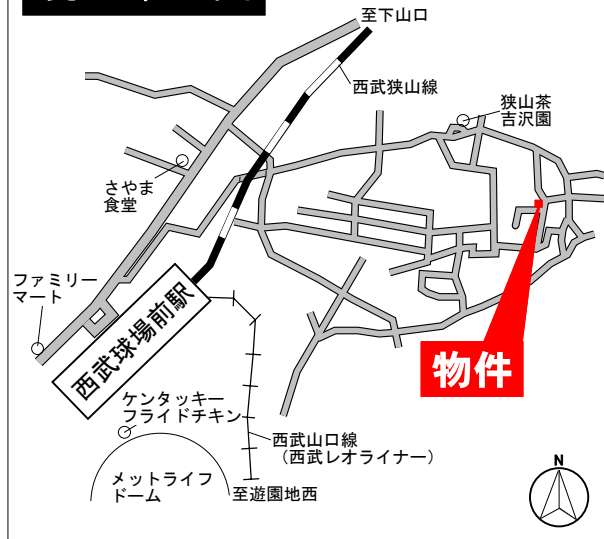 至下山口
西武狭山線
狭山茶
吉沢園
さやま
食堂
ファミリー
マート
西武球場前駅
物件
ケンタッキー
フライドチキン
西武山口線
（西武レオライナー）
メットライフ
ドーム
至遊園地西
N